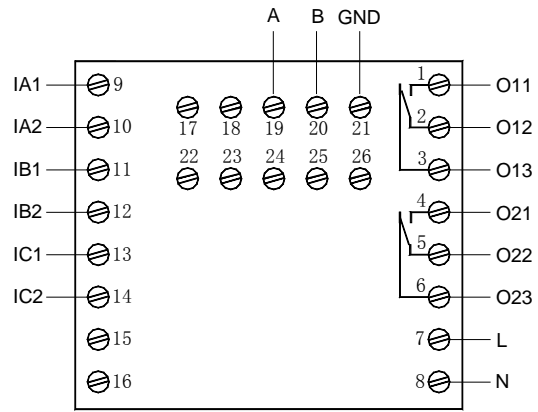 A B GND
IA1 9 1 O11
17 18 19 20 21
IA2 10 2 O12
IB1 11 22 23 24 25 26 3 O13
IB2 12 4 O21
IC1 13 5 O22
IC2 14 6 O23
15 7 L
16 8 N